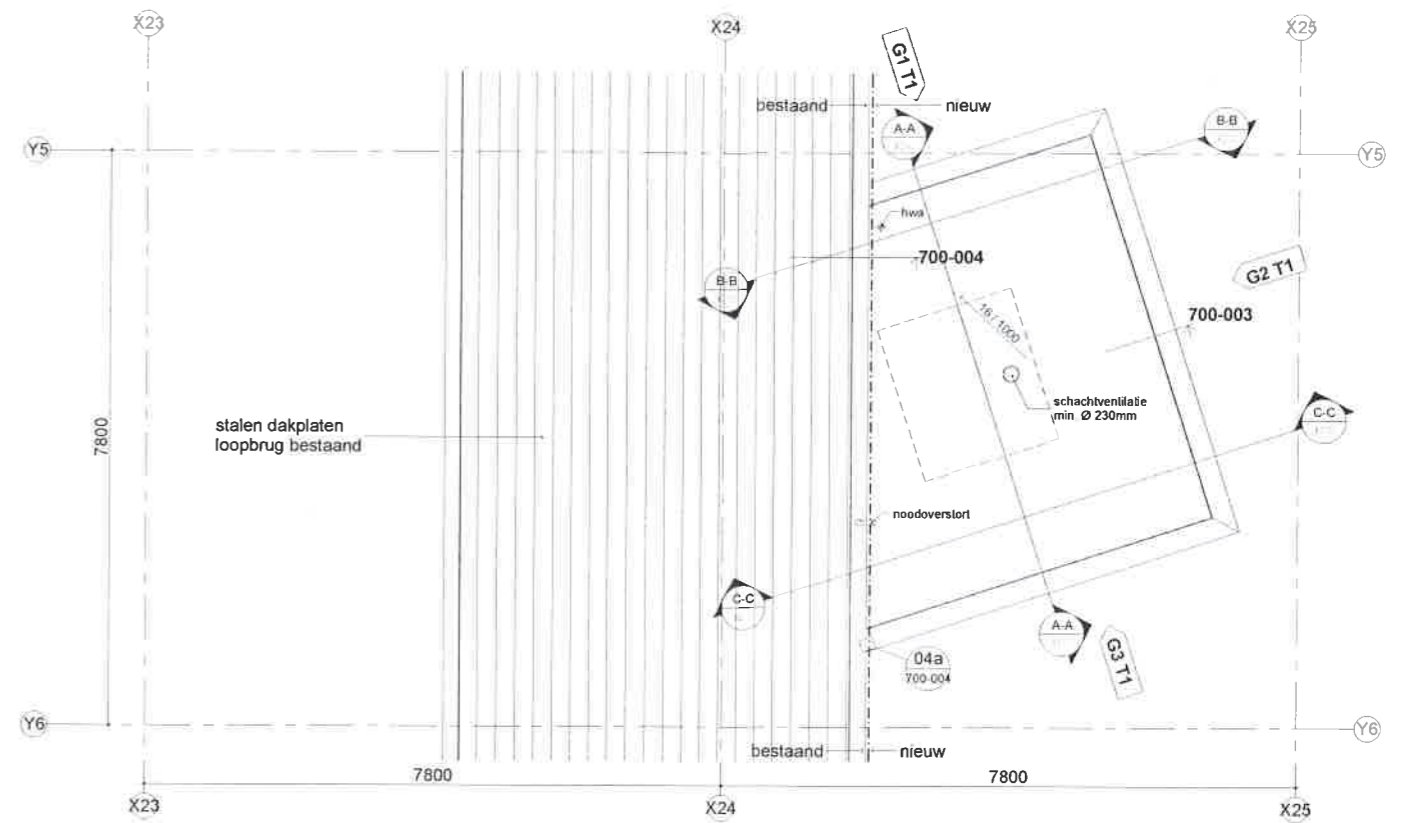 X23
X24
X25
G1 T1
bestaand
nieuw
A-A
B-B
Y5
Y5
hwa
700-004
B-B
G2 T1
16 / 1000
700-003
schachtventilatie
min. Ø 230mm
C-C
stalen dakplaten
loopbrug bestaand
7800
noodoverstort
C-C
A-A
G3 T1
04a
700-004
Y6
Y6
bestaand
nieuw
7800
7800
X23
X24
X25